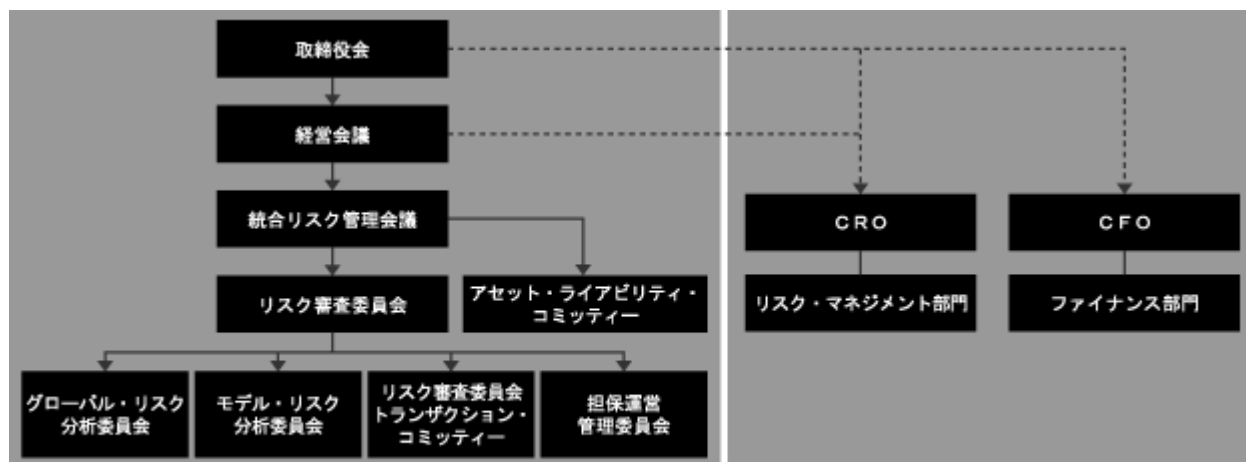 取締役会
経営会議
統合リスク管理会議
リスク審査委員会
アセット・ライアビリティ・
コミッティー
グローバル・リスク
分析委員会
モデル・リスク
分析委員会
リスク審査委員会
トランザクション・
コミッティー
担保運営
管理委員会
ＣＲＯ
リスク・マネジメント部門
ＣＦＯ
ファイナンス部門